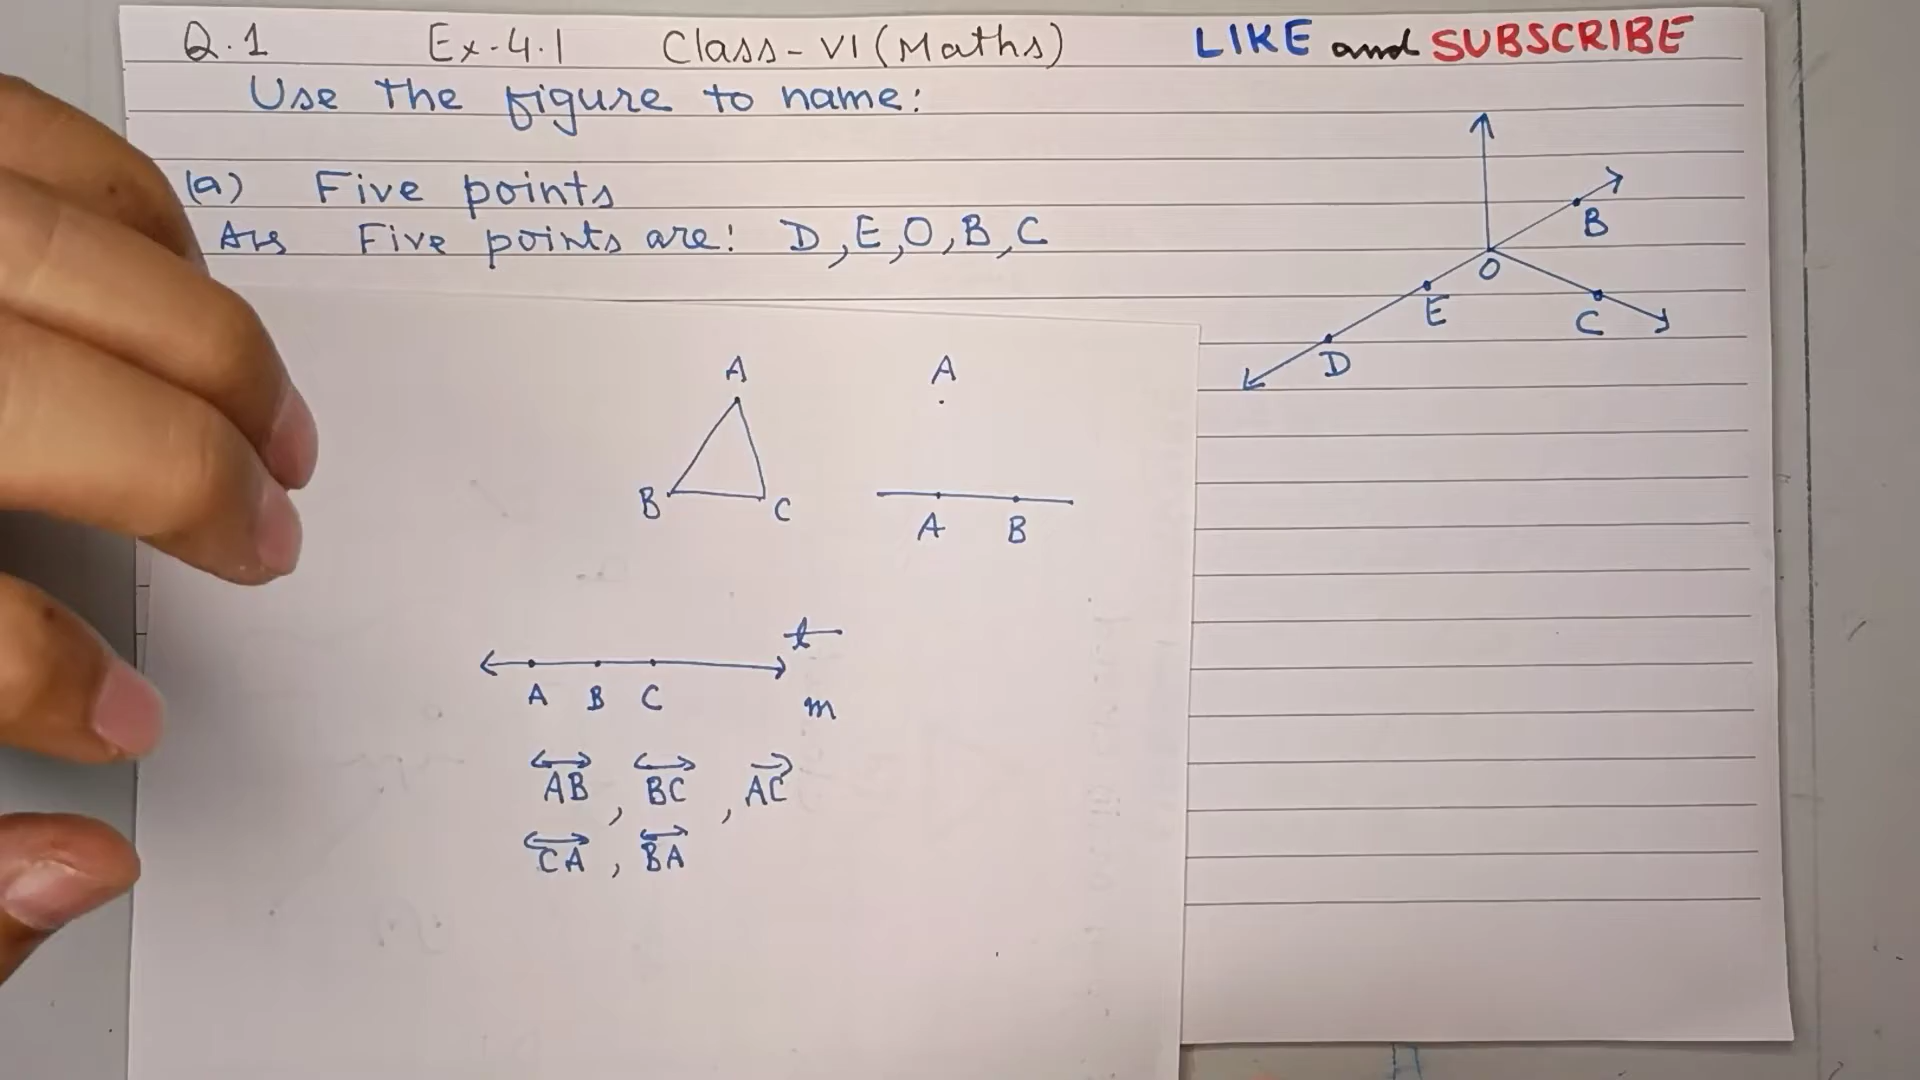 Q.1 Ex-4.1 Class-VI (Maths) LIKE and SUBSCRIBE
Use the figure to name:
(a) Five points
Ans Five points are: D, E, O, B, C
B
O
E
C
D
A A
B C
A B
l
A B C
m
AB, BC, AC
CA, BA